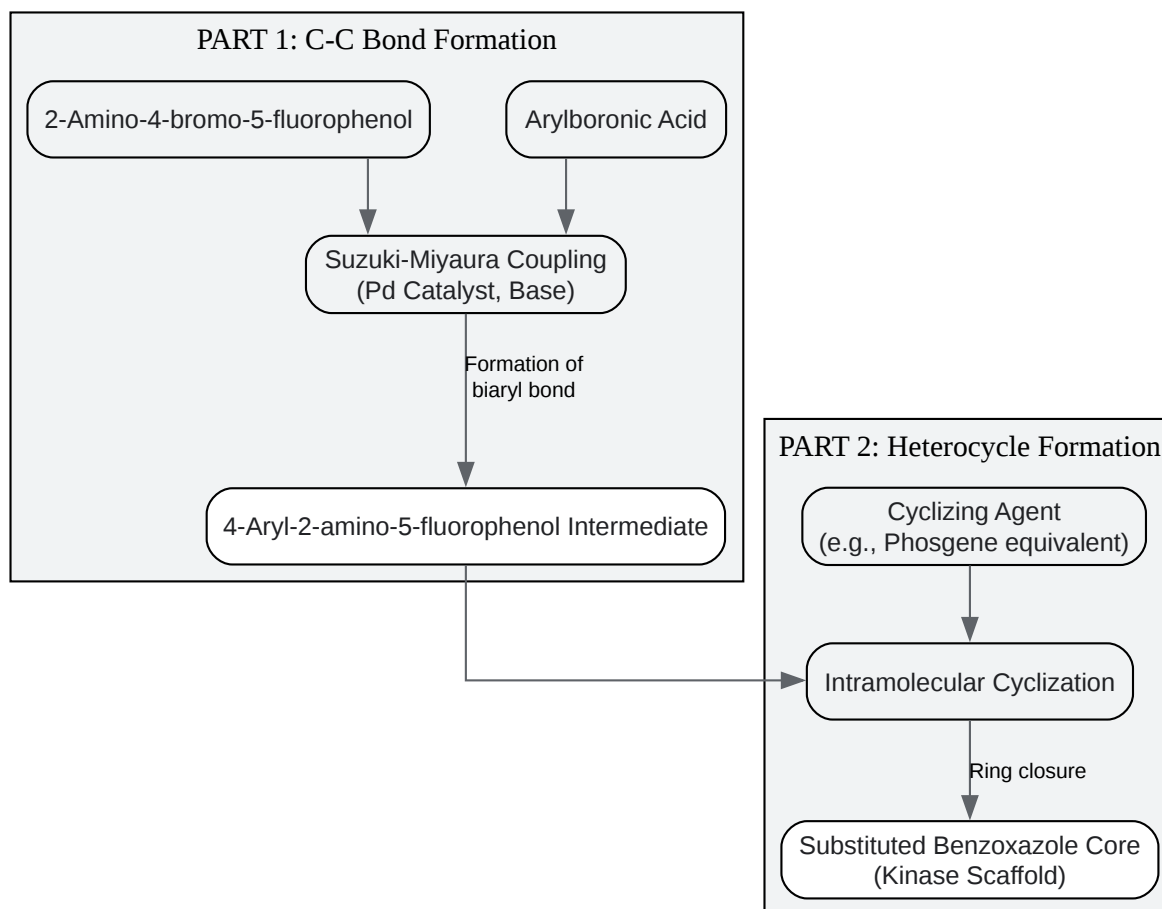 PART 1: C-C Bond Formation
2-Amino-4-bromo-5-fluorophenol
Arylboronic Acid
Suzuki-Miyaura Coupling
(Pd Catalyst, Base)
Formation of
biaryl bond
4-Aryl-2-amino-5-fluorophenol Intermediate
PART 2: Heterocycle Formation
Cyclizing Agent
(e.g., Phosgene equivalent)
Intramolecular Cyclization
Ring closure
Substituted Benzoxazole Core
(Kinase Scaffold)